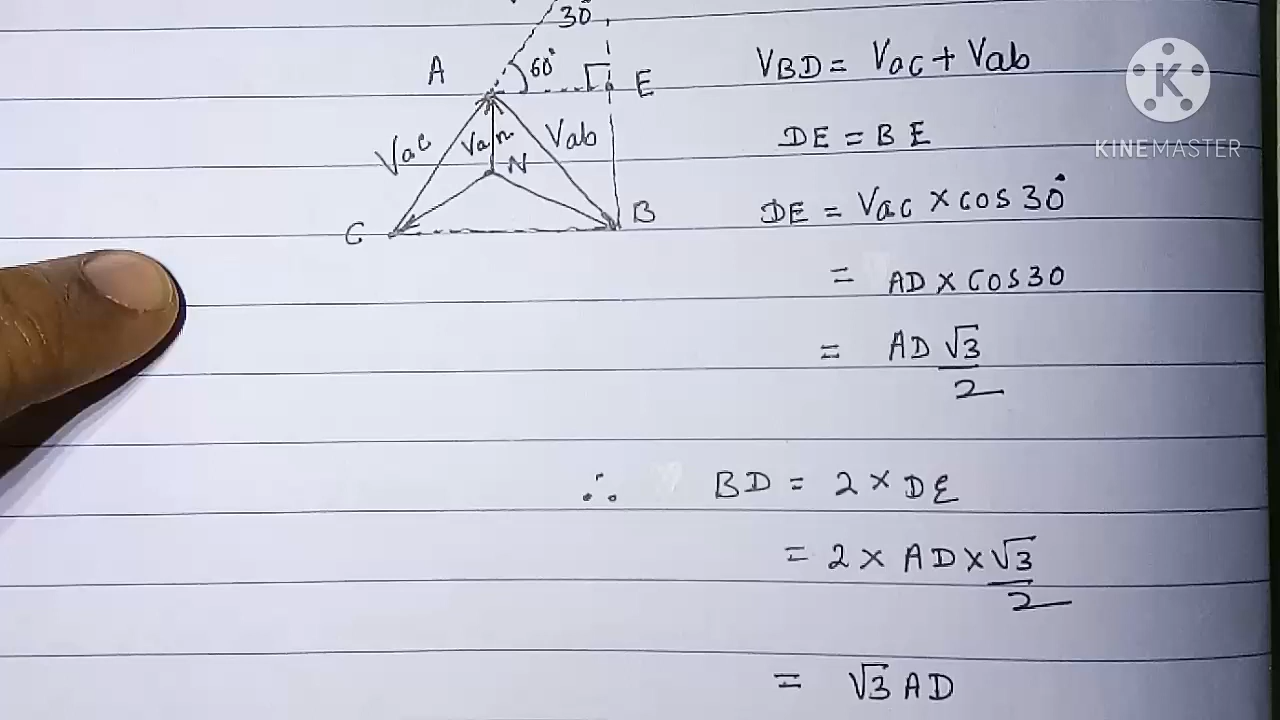 30°
A 60° E
Vac Van Vab
N
C B
VBD = Vac + Vab
DE = BE
DE = Vac × cos 30°
= AD × cos 30
= AD √3/2
∴ BD = 2 × DE
= 2 × AD × √3/2
= √3 AD
K
KINEMASTER